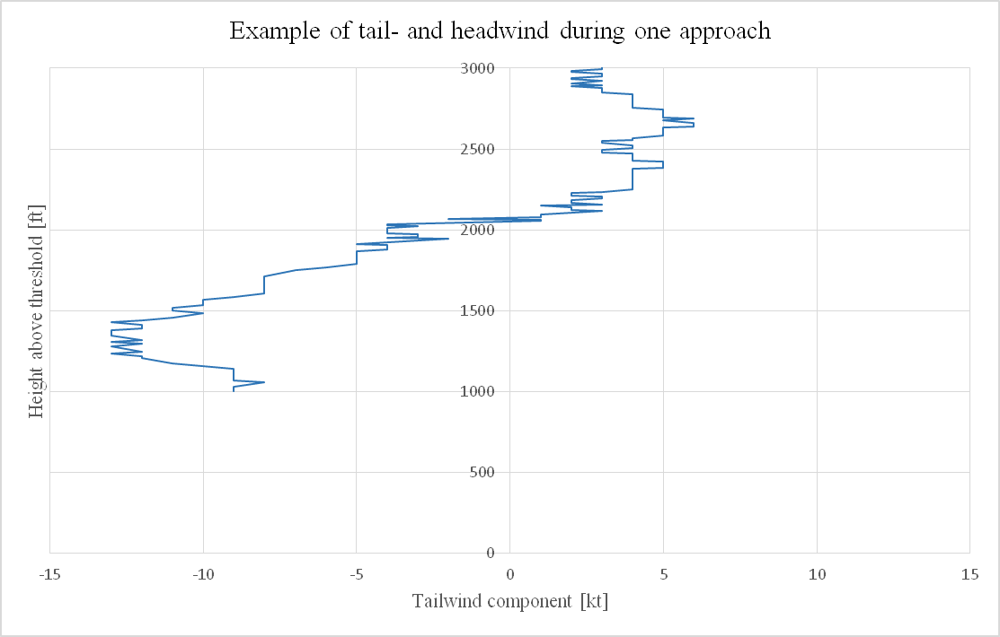 Example of tail- and headwind during one approach
3000
2500
2000
1500
1000
500
0
Height above threshold [ft]
-15 -10 -5 0 5 10 15
Tailwind component [kt]